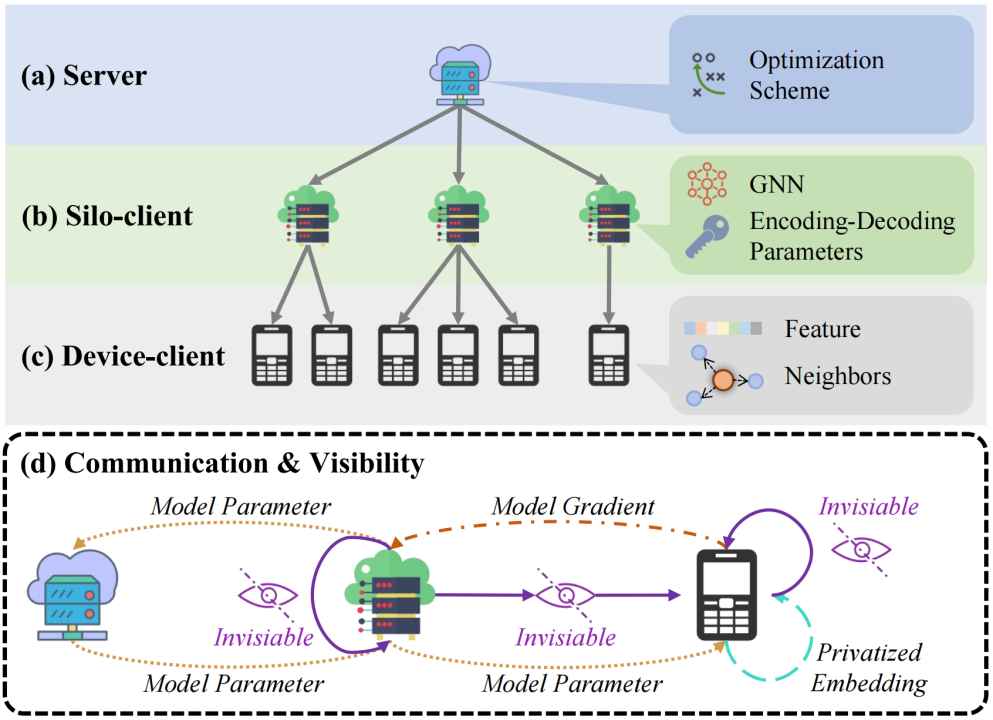 (a) Server
Optimization
Scheme
(b) Silo-client
GNN
Encoding-Decoding
Parameters
(c) Device-client
Feature
Neighbors
(d) Communication & Visibility
Model Parameter
Model Gradient
Invisiable
Invisiable
Invisiable
Model Parameter
Model Parameter
Privatized
Embedding